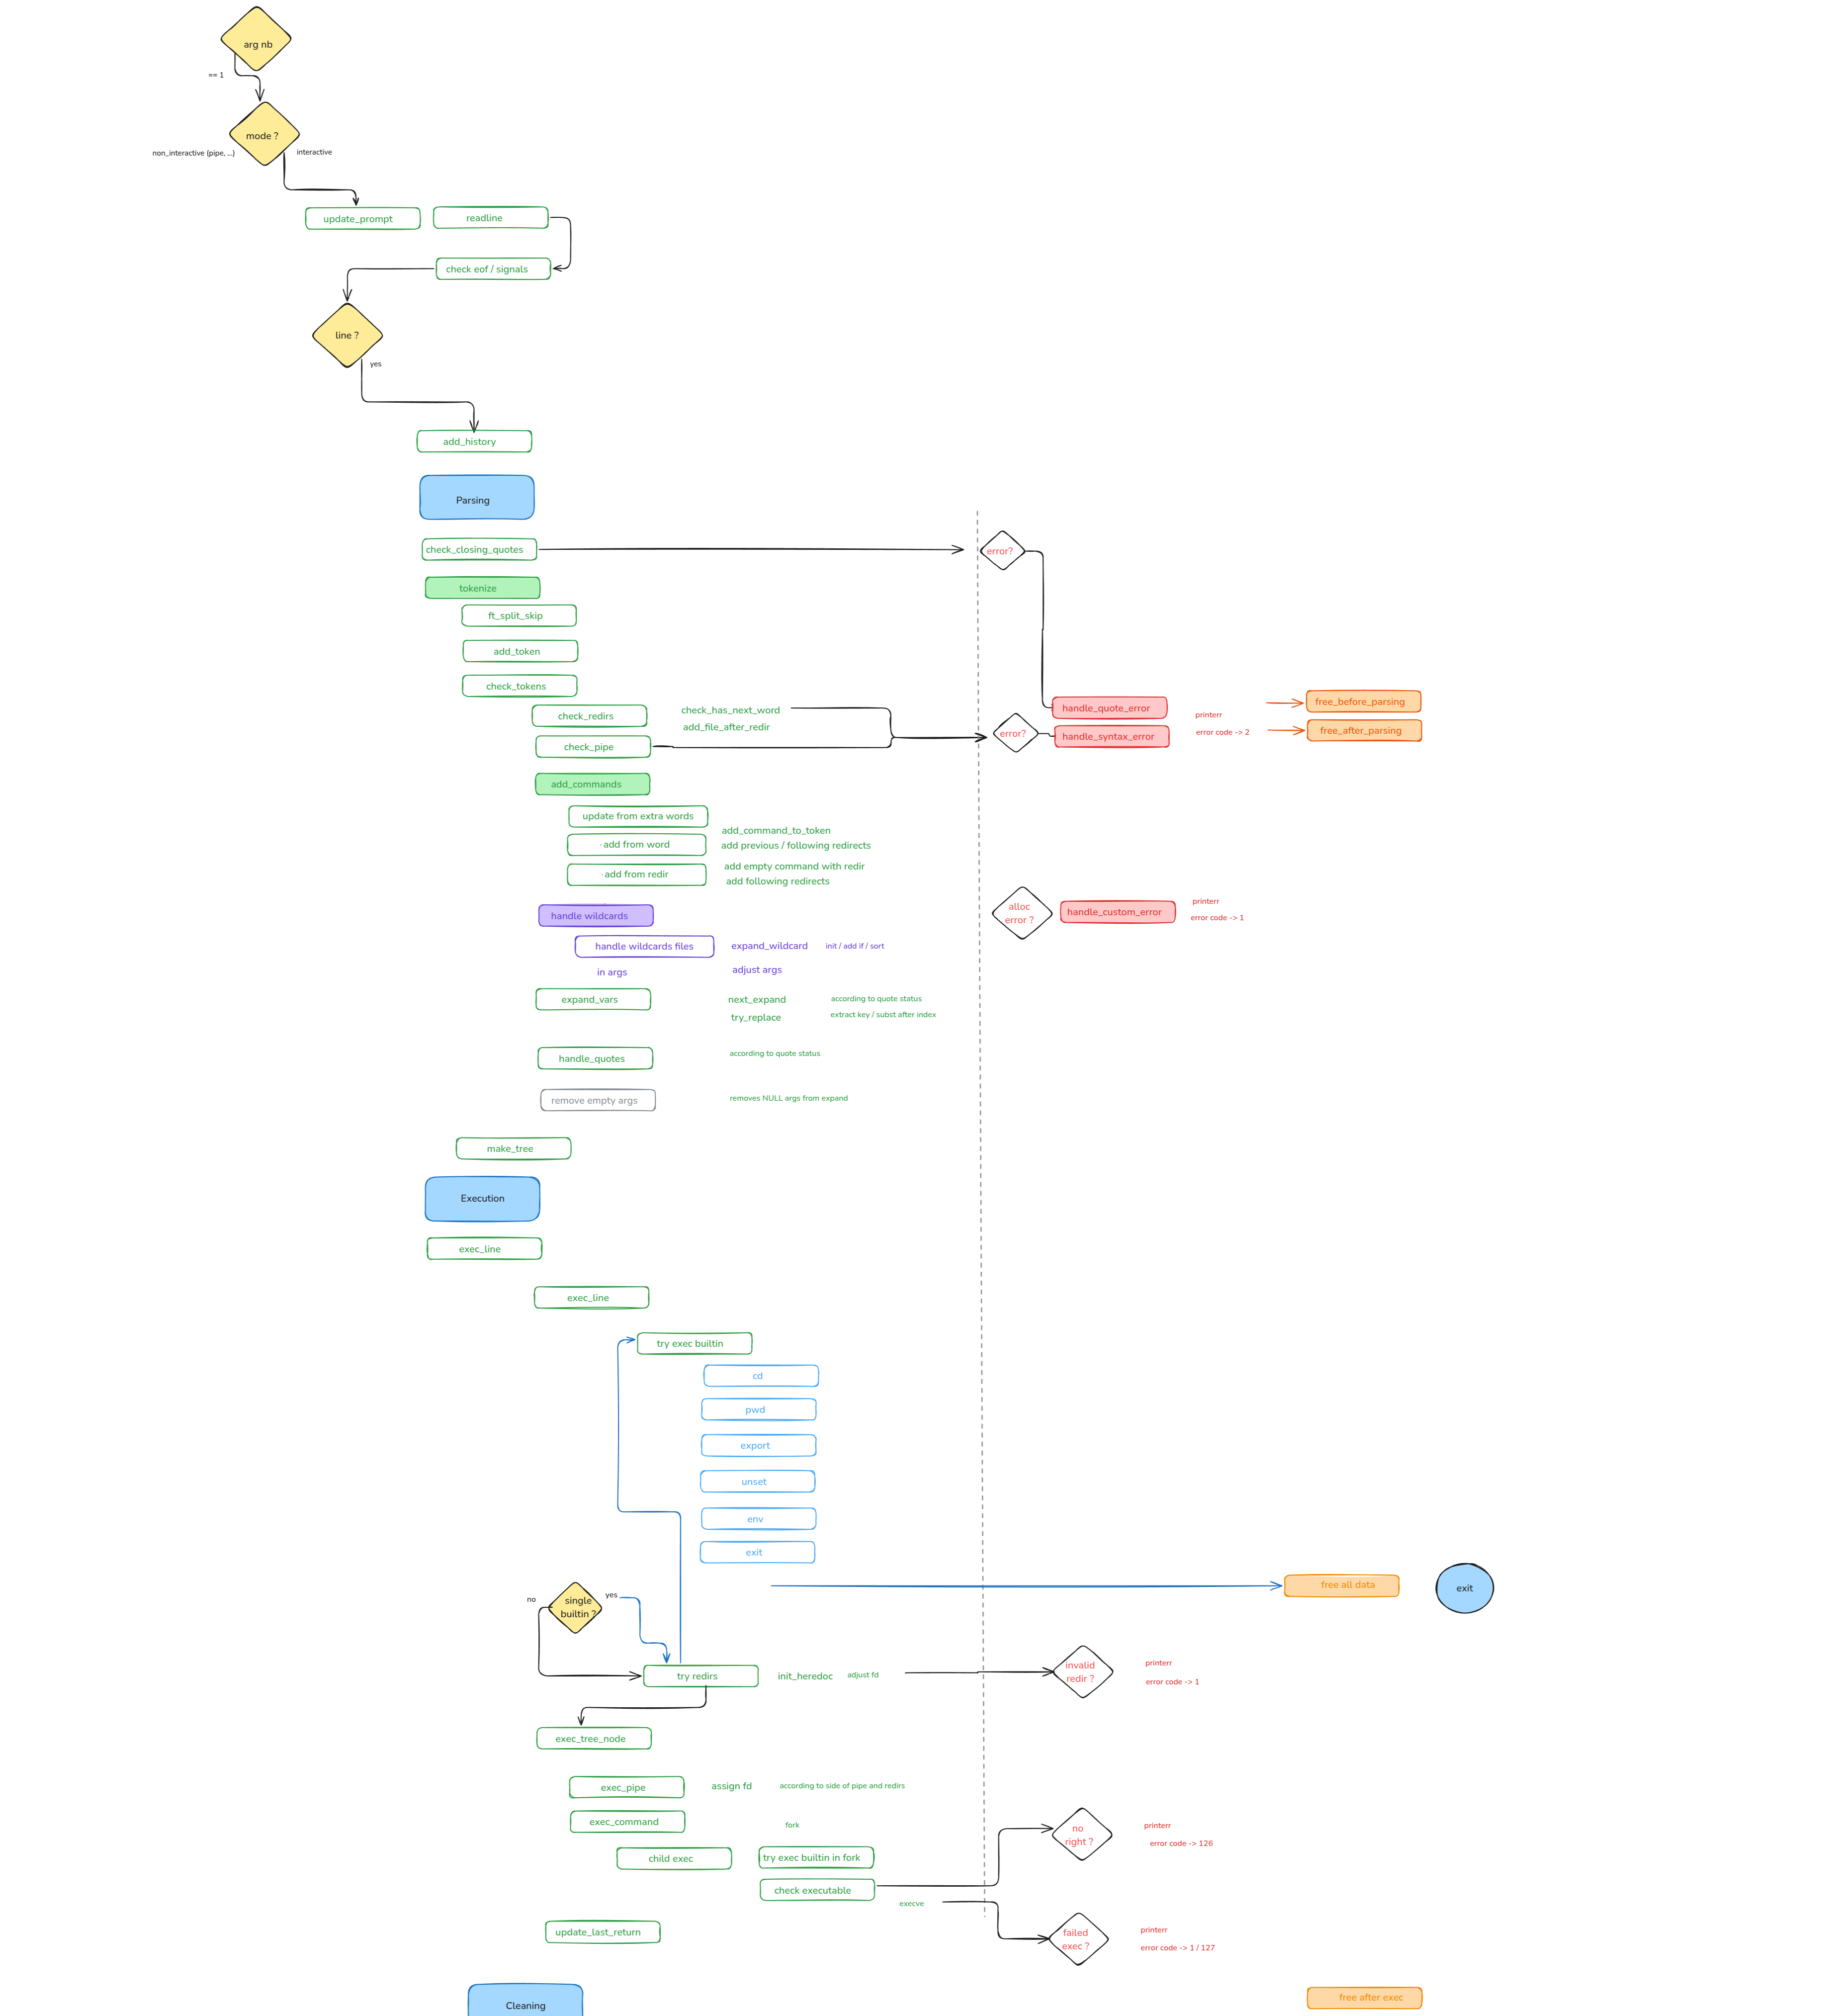 arg nb
== 1
mode ?
non_interactive (pipe, ...)
interactive
update_prompt
readline
check eof / signals
line ?
yes
add_history
Parsing
check_closing_quotes
error?
tokenize
ft_split_skip
add_token
check_tokens
check_redirs
check_has_next_word
add_file_after_redir
check_pipe
error?
handle_quote_error
handle_syntax_error
printerr
error code -> 2
free_before_parsing
free_after_parsing
add_commands
update from extra words
add_command_to_token
add from word
add previous / following redirects
add from redir
add empty command with redir
add following redirects
alloc
error ?
handle_custom_error
printerr
error code -> 1
handle wildcards
handle wildcards files
expand_wildcard
init / add if / sort
in args
adjust args
expand_vars
next_expand
according to quote status
try_replace
extract key / subst after index
handle_quotes
according to quote status
remove empty args
removes NULL args from expand
make_tree
Execution
exec_line
exec_line
try exec builtin
cd
pwd
export
unset
env
exit
free all data
exit
no
single
builtin ?
yes
try redirs
init_heredoc
adjust fd
invalid
redir ?
printerr
error code -> 1
exec_tree_node
exec_pipe
assign fd
according to side of pipe and redirs
exec_command
fork
no
right ?
printerr
error code -> 126
child exec
try exec builtin in fork
check executable
execve
update_last_return
failed
exec ?
printerr
error code -> 1 / 127
Cleaning
free after exec